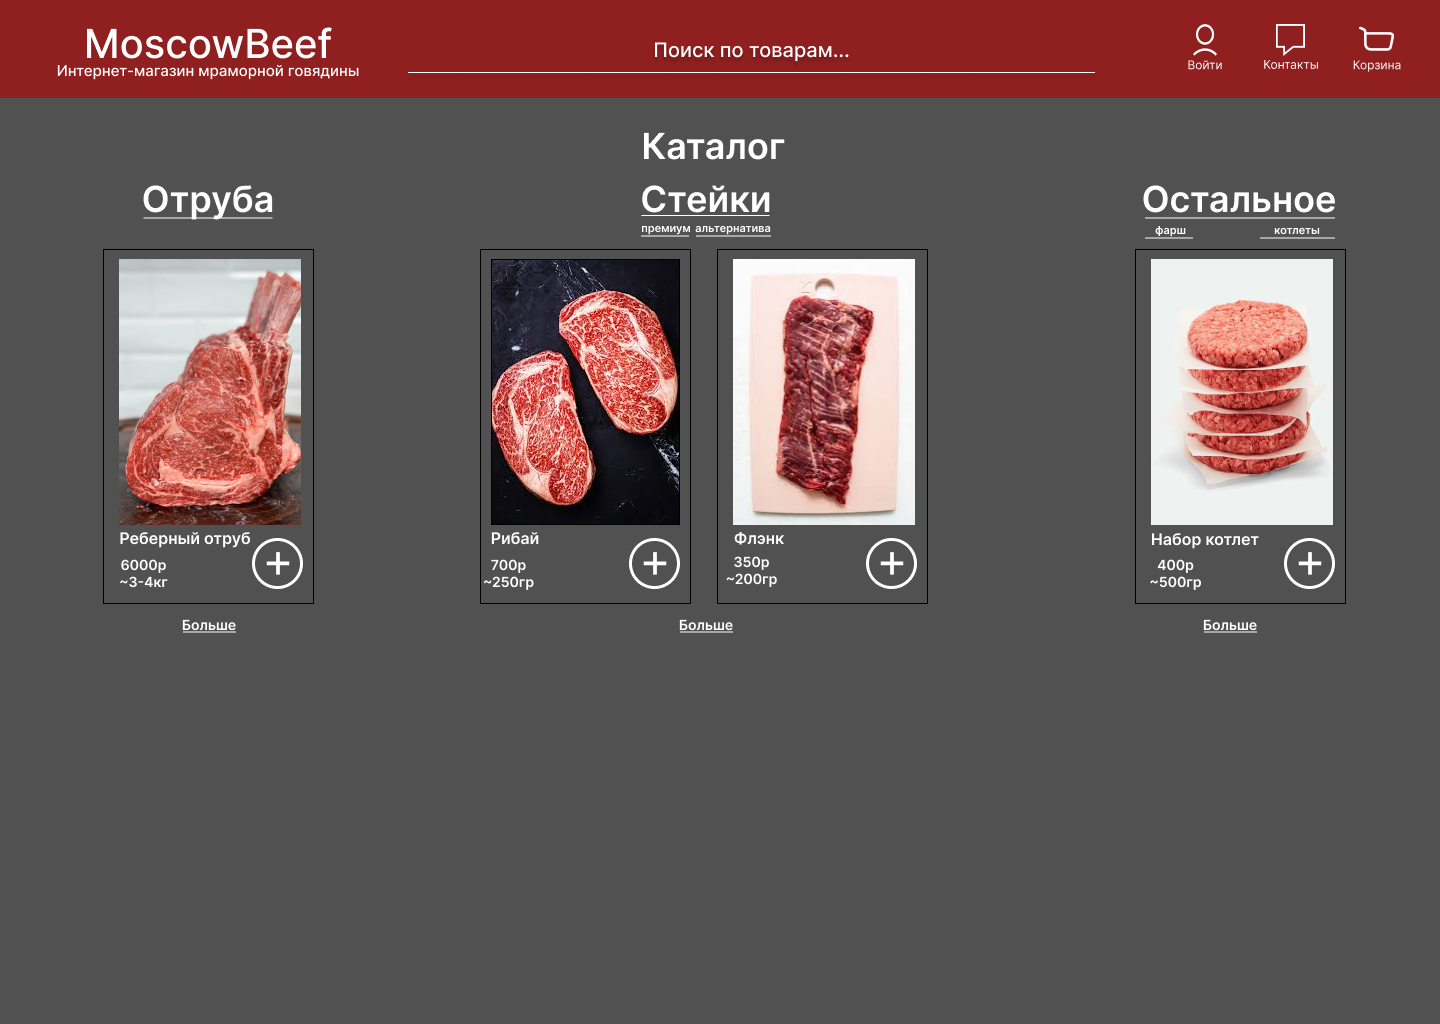 MoscowBeef
Интернет-магазин мраморной говядины
Поиск по товарам...
Войти
Контакты
Корзина
Каталог
Отруба
Стейки
премиум альтернатива
Остальное
фарш котлеты
Реберный отруб
6000р
~3-4кг
Больше
Рибай
700р
~250гр
Флэнк
350р
~200гр
Больше
Набор котлет
400р
~500гр
Больше